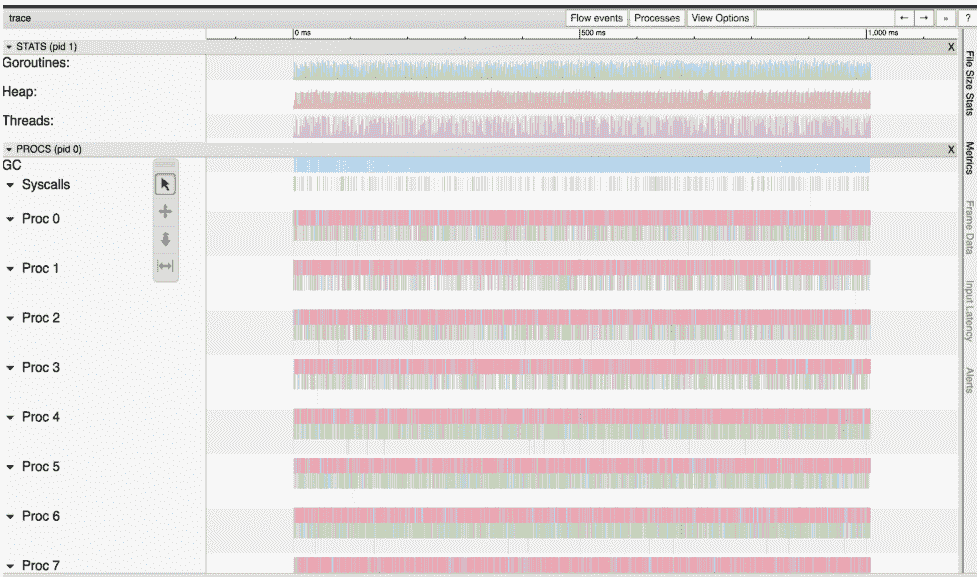 trace
Flow events Processes View Options ← → » ?
0 ms 500 ms 1,000 ms
STATS (pid 1) X
Goroutines:
Heap:
Threads:
PROCS (pid 0) X
GC
Syscalls
Proc 0
Proc 1
Proc 2
Proc 3
Proc 4
Proc 5
Proc 6
Proc 7
File Size Stats
Metrics
Frame Data
Input Latency
Alerts